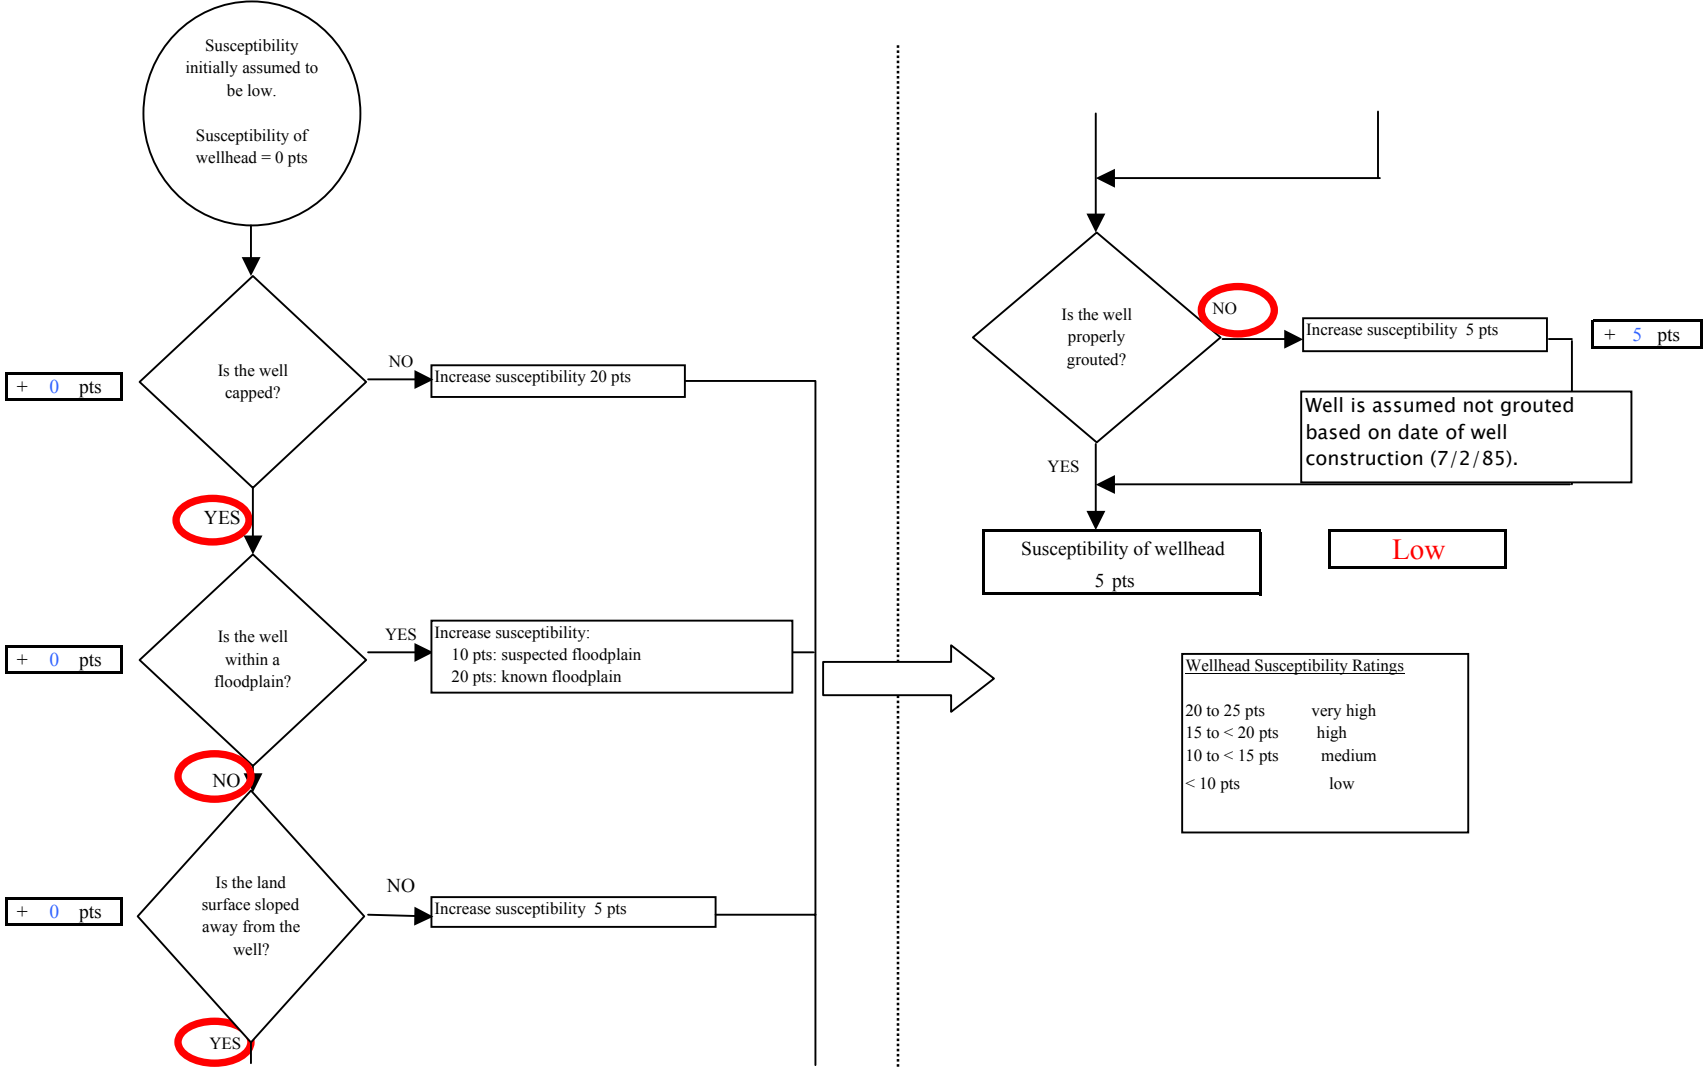 Susceptibility
initially assumed to
be low.
Susceptibility of
wellhead = 0 pts
Is the well
capped?
NO
Increase susceptibility 20 pts
+ 0 pts
YES
Is the well
within a
floodplain?
YES
Increase susceptibility:
10 pts: suspected floodplain
20 pts: known floodplain
+ 0 pts
NO
Is the land
surface sloped
away from the
well?
NO
Increase susceptibility 5 pts
+ 0 pts
YES
Is the well
properly
grouted?
NO
Increase susceptibility 5 pts
+ 5 pts
Well is assumed not grouted
based on date of well
construction (7/2/85).
YES
Susceptibility of wellhead
5 pts
Low
Wellhead Susceptibility Ratings
20 to 25 pts very high
15 to < 20 pts high
10 to < 15 pts medium
< 10 pts low